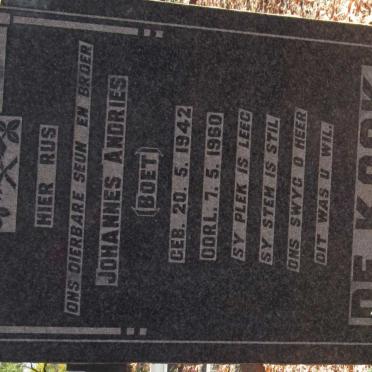 HIER RUS
ONS DIERBARE SEUN EN BROER
JOHANNES ANDRIES
(BOET)
GEB. 20. 5. 1942
OORL. 7. 5. 1960
SY PLEK IS LEEG
SY STEM IS STIL
ONS SWYG O HEER
DIT WAS U WIL.
DE KOCK